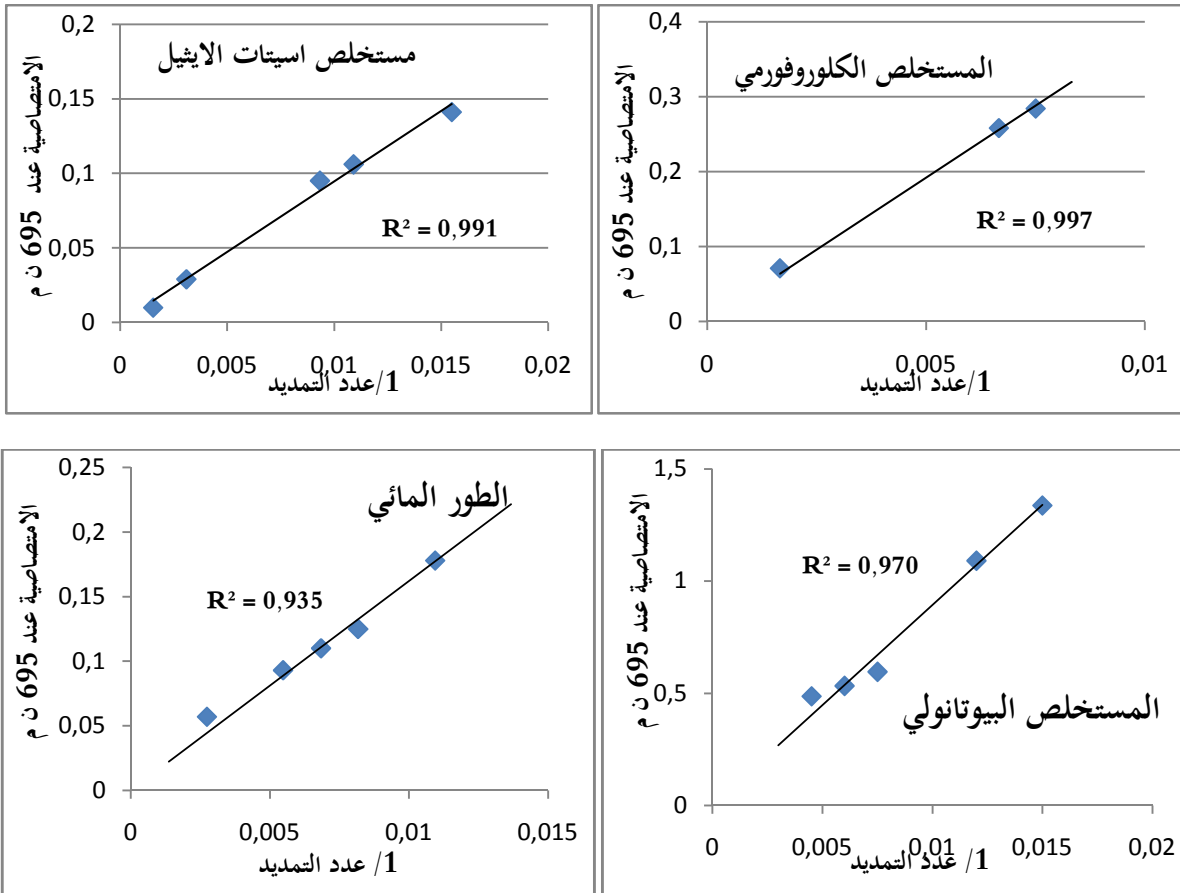 مستخلص اسيتات الايثيل
الامتصاصية عند 695 ن م
0,2
0,15
0,1
0,05
0
R² = 0,991
0 0,005 0,01 0,015 0,02
1/عدد التمديد
المستخلص الكلوروفورمي
الامتصاصية عند 695 ن م
0,4
0,3
0,2
0,1
0
R² = 0,997
0 0,005 0,01
1/عدد التمديد
الطور المائي
الامتصاصية عند 695 ن م
0,25
0,2
0,15
0,1
0,05
0
R² = 0,935
0 0,005 0,01 0,015
1/ عدد التمديد
المستخلص البيوتانولي
الامتصاصية عند 695 ن م
1,5
1
0,5
0
R² = 0,970
0 0,005 0,01 0,015 0,02
1/ عدد التمديد